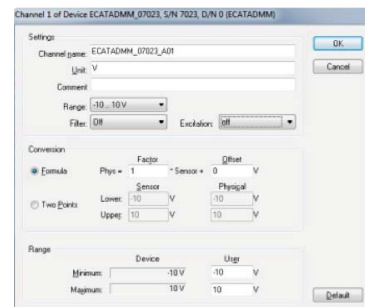 Channel 1 of Device ECATADMM_07023, S/N 7023, D/N 0 (ECATADMM)
Settings
Channel name: ECATADMM_07023_A01
Unit: V
Comment
Range: -10 .. 10 V
Filter: Off Excitation: off
OK
Cancel
Conversion
Factor Offset
Formula Phys = 1 * Sensor + 0 V
Sensor Physical
Two Points Lower: -10 V -10 V
Upper: 10 V 10 V
Range
Device User
Minimum: -10 V -10 V
Maximum: 10 V 10 V
Default